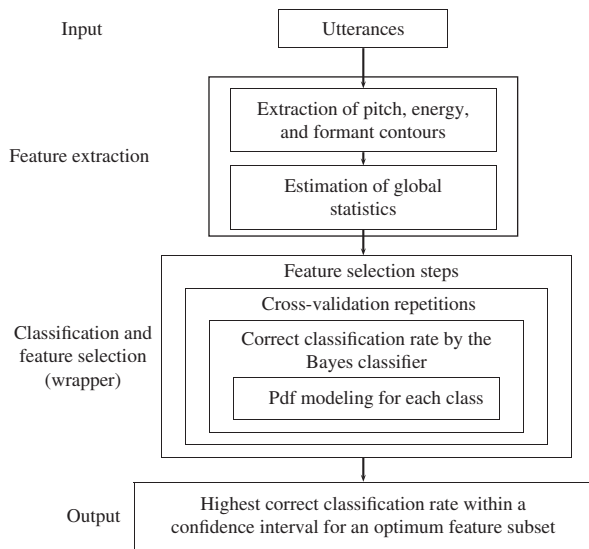 Input
Utterances
Feature extraction
Extraction of pitch, energy,
and formant contours
Estimation of global
statistics
Classification and
feature selection
(wrapper)
Feature selection steps
Cross-validation repetitions
Correct classification rate by the
Bayes classifier
Pdf modeling for each class
Output
Highest correct classification rate within a
confidence interval for an optimum feature subset